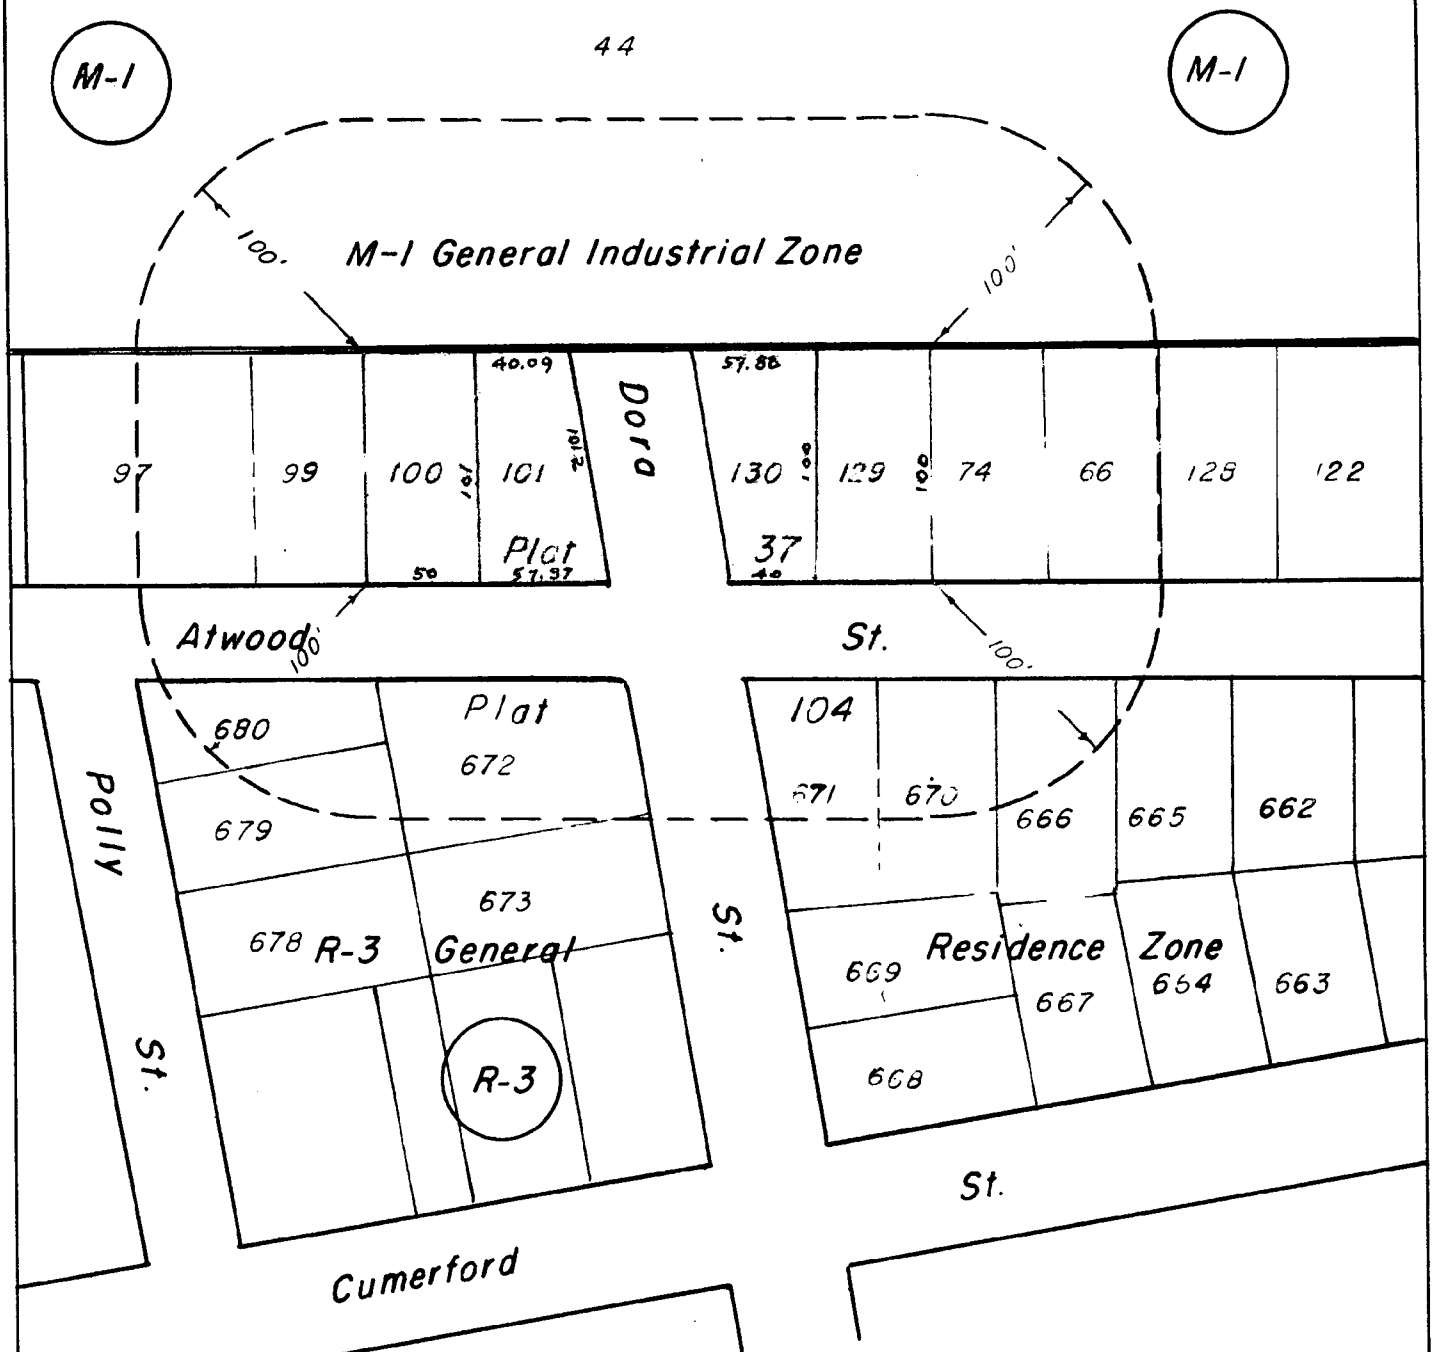 44
M-1
M-1
100'
M-1 General Industrial Zone
100'
40.09
57.88
Dora
97
99
100
101
101
101.2
130
100
129
100
74
66
128
122
Plat
37
50
57.97
40
Atwood
100'
St.
100'
680
Plat
104
672
671
670
666
665
662
Polly
679
673
St.
678
R-3 General
Residence Zone
669
667
664
663
St.
R-3
668
St.
Cumerford